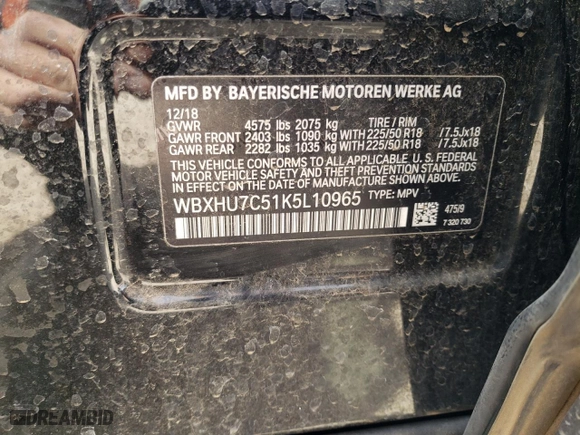 MFD BY BAYERISCHE MOTOREN WERKE AG
12/18
GVWR 4575 lbs 2075 kg TIRE / RIM
GAWR FRONT 2403 lbs 1090 kg WITH 225/50 R18 /7.5Jx18
GAWR REAR 2282 lbs 1035 kg WITH 225/50 R18 /7.5Jx18
THIS VEHICLE CONFORMS TO ALL APPLICABLE U. S. FEDERAL
MOTOR VEHICLE SAFETY, BUMPER, AND THEFT PREVENTION STANDARDS
IN EFFECT ON THE DATE OF MANUFACTURE SHOWN ABOVE.
WBXHU7C51K5L10965 TYPE: MPV
475/9
7 320 730
DREAMBID